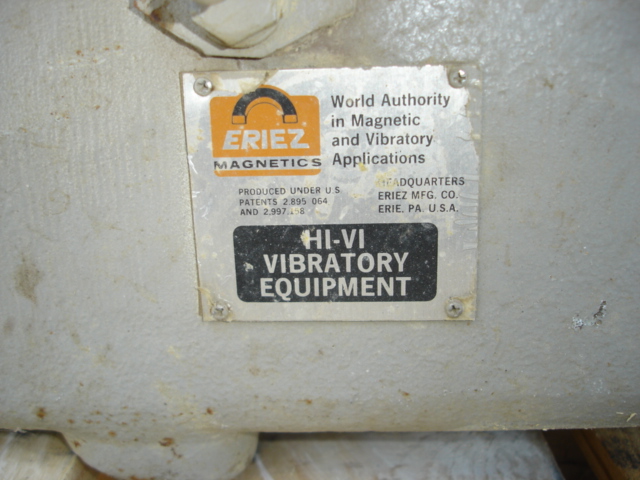 ERIEZ
MAGNETICS
World Authority
in Magnetic
and Vibratory
Applications
PRODUCED UNDER U.S.
PATENTS 2.895 064
AND
HEADQUARTERS
ERIEZ MFG. CO.
ERIE, PA. U.S.A.
HI-VI
VIBRATORY
EQUIPMENT